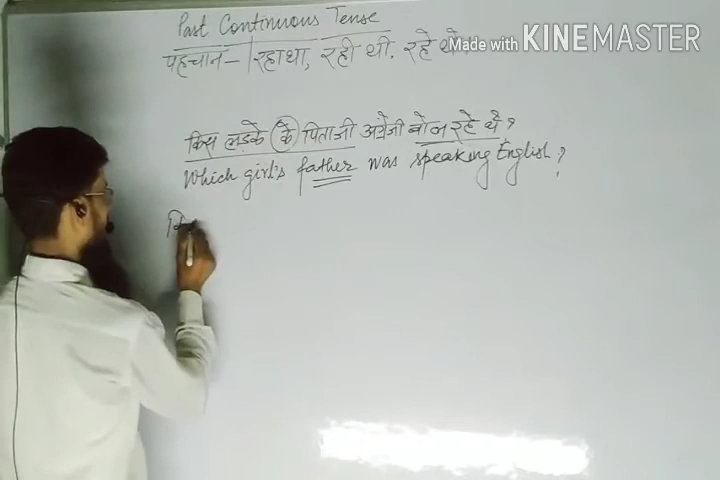 Past Continuous Tense
पहचान- रहा था, रही थी. रहे थे
Made with KINEMASTER
किस लड़के के पिताजी अंग्रेजी बोल रहे थे?
Which girl's father was speaking English?